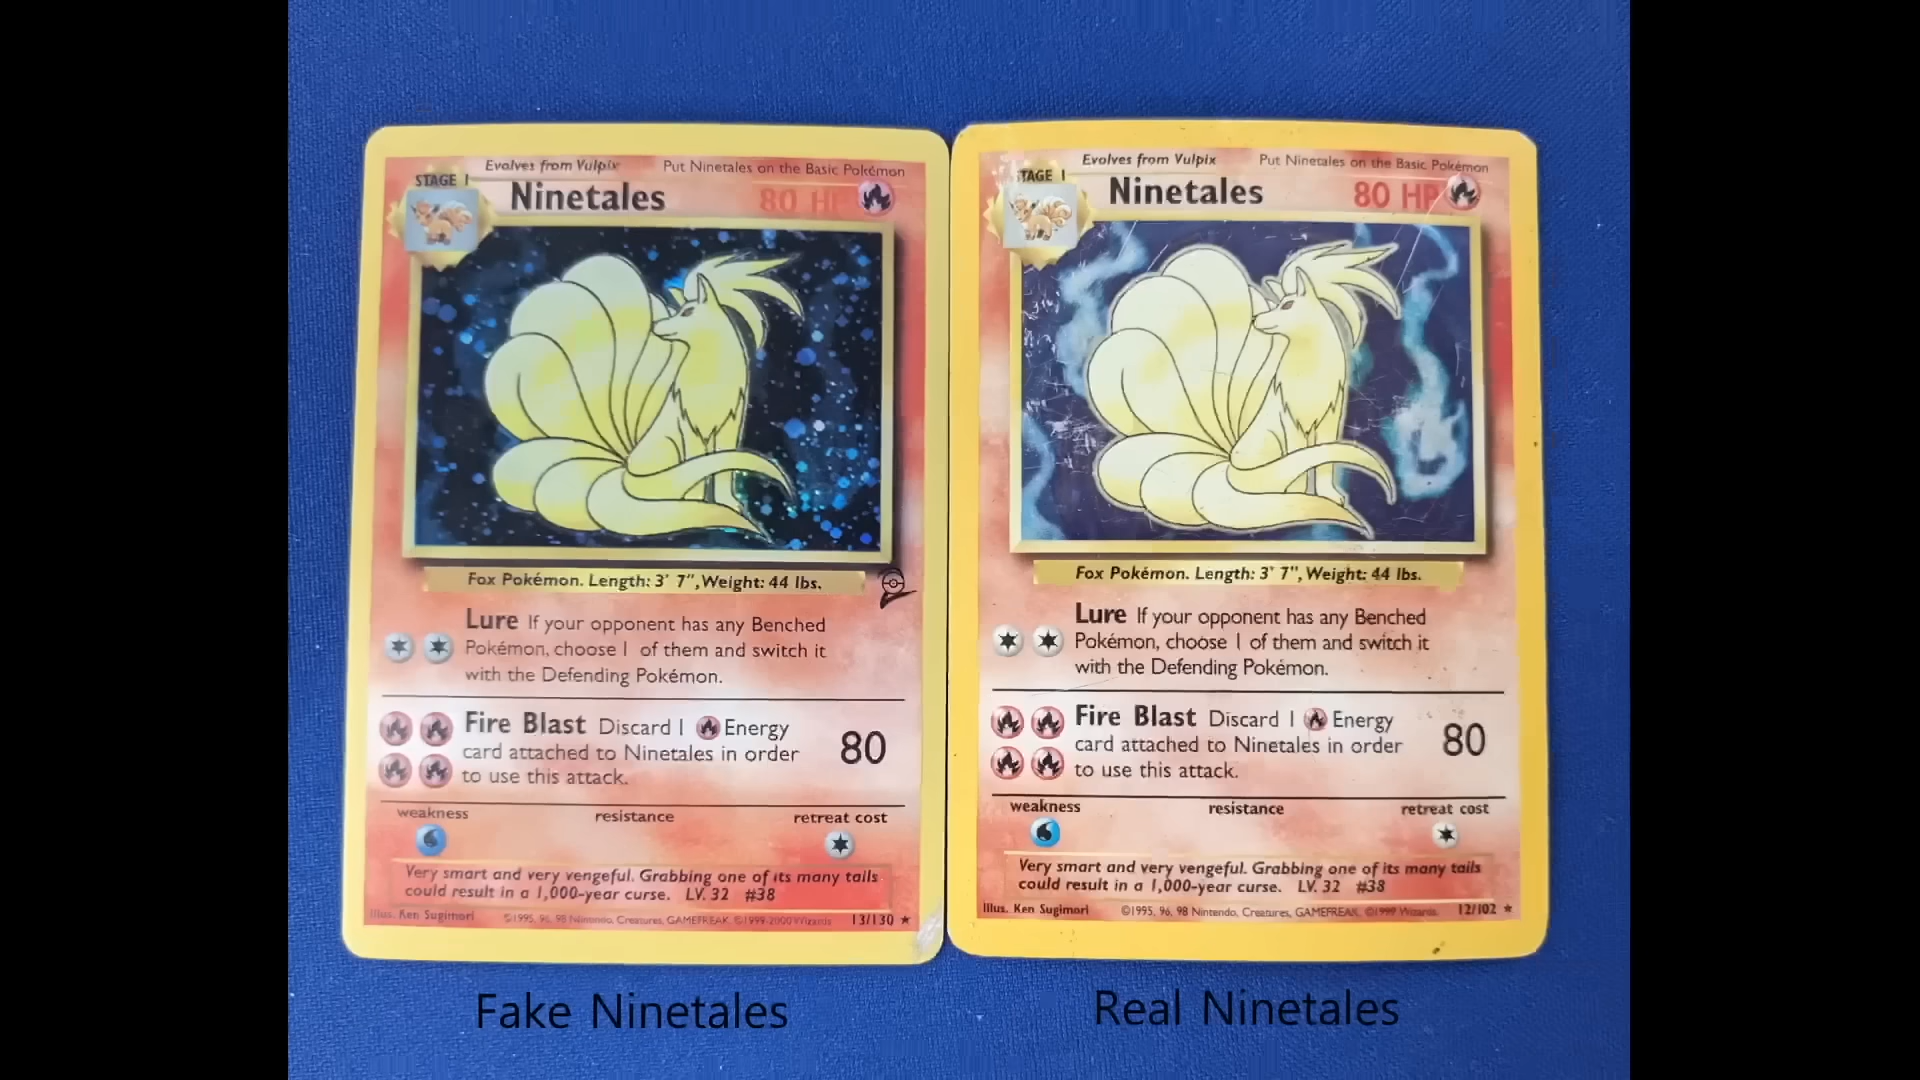 Evolves from Vulpix
Put Ninetales on the Basic Pokémon
STAGE 1
Ninetales
80 HP
Fox Pokémon. Length: 3' 7", Weight: 44 lbs.
Lure If your opponent has any Benched
Pokémon, choose 1 of them and switch it
with the Defending Pokémon.
Fire Blast Discard 1 Energy
card attached to Ninetales in order
to use this attack.
80
weakness
resistance
retreat cost
Very smart and very vengeful. Grabbing one of its many tails
could result in a 1,000-year curse. LV. 32 #38
Illus. Ken Sugimori
©1995, 96, 98 Nintendo, Creatures, GAMEFREAK. ©1999-2000 Wizards.
13/130 ★
Fake Ninetales
Evolves from Vulpix
Put Ninetales on the Basic Pokémon
STAGE 1
Ninetales
80 HP
Fox Pokémon. Length: 3' 7", Weight: 44 lbs.
Lure If your opponent has any Benched
Pokémon, choose 1 of them and switch it
with the Defending Pokémon.
Fire Blast Discard 1 Energy
card attached to Ninetales in order
to use this attack.
80
weakness
resistance
retreat cost
Very smart and very vengeful. Grabbing one of its many tails
could result in a 1,000-year curse. LV. 32 #38
Illus. Ken Sugimori
©1995, 96, 98 Nintendo, Creatures, GAMEFREAK. ©1999 Wizards.
12/102 ★
Real Ninetales